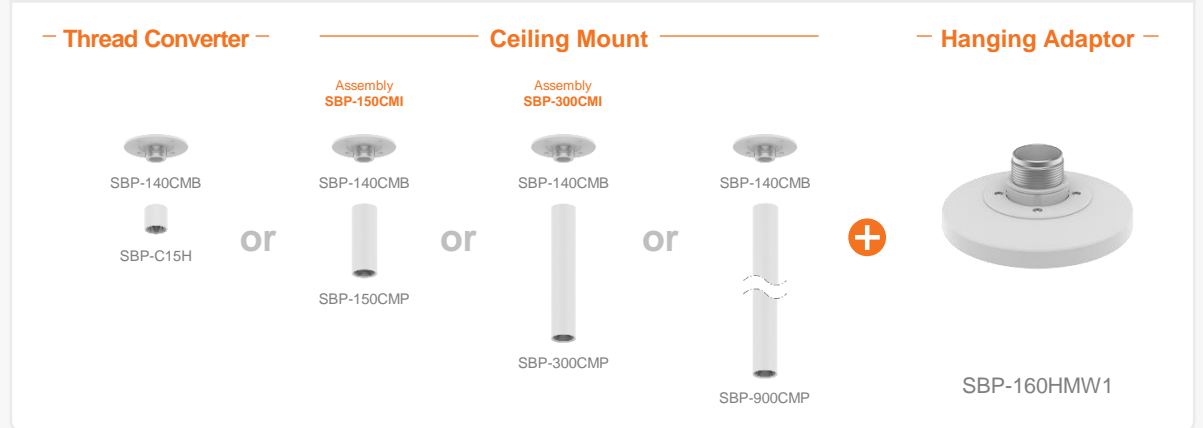 Thread Converter
Ceiling Mount
Hanging Adaptor
Assembly
SBP-150CMI
Assembly
SBP-300CMI
SBP-140CMB
SBP-140CMB
SBP-140CMB
SBP-140CMB
SBP-C15H
or
SBP-150CMP
or
SBP-300CMP
or
SBP-900CMP
+
SBP-160HMW1